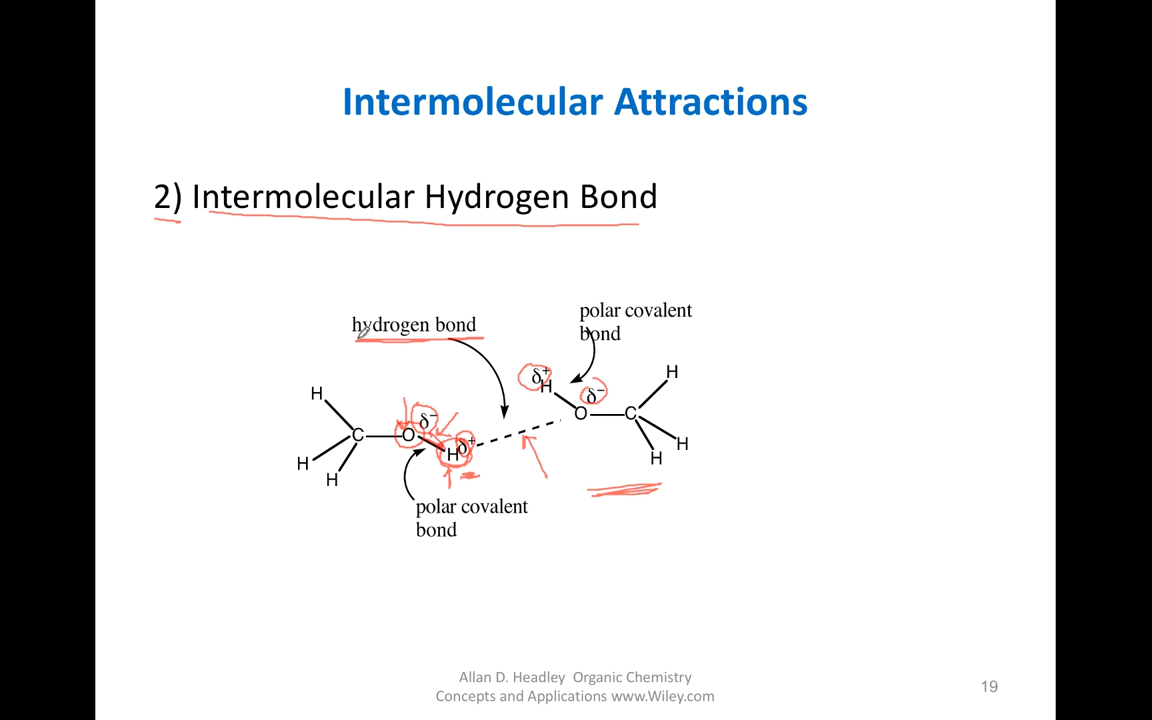 Intermolecular Attractions
2) Intermolecular Hydrogen Bond
polar covalent
bond
hydrogen bond
H
δ+
H
δ−
O
C
H
H
H
H
C
O
δ−
H
δ+
H
H
polar covalent
bond
Allan D. Headley Organic Chemistry
Concepts and Applications www.Wiley.com
19